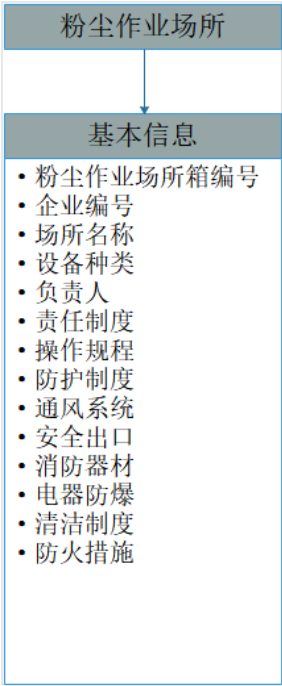 粉尘作业场所
基本信息
• 粉尘作业场所箱编号
• 企业编号
• 场所名称
• 设备种类
• 负责人
• 责任制度
• 操作规程
• 防护制度
• 通风系统
• 安全出口
• 消防器材
• 电器防爆
• 清洁制度
• 防火措施